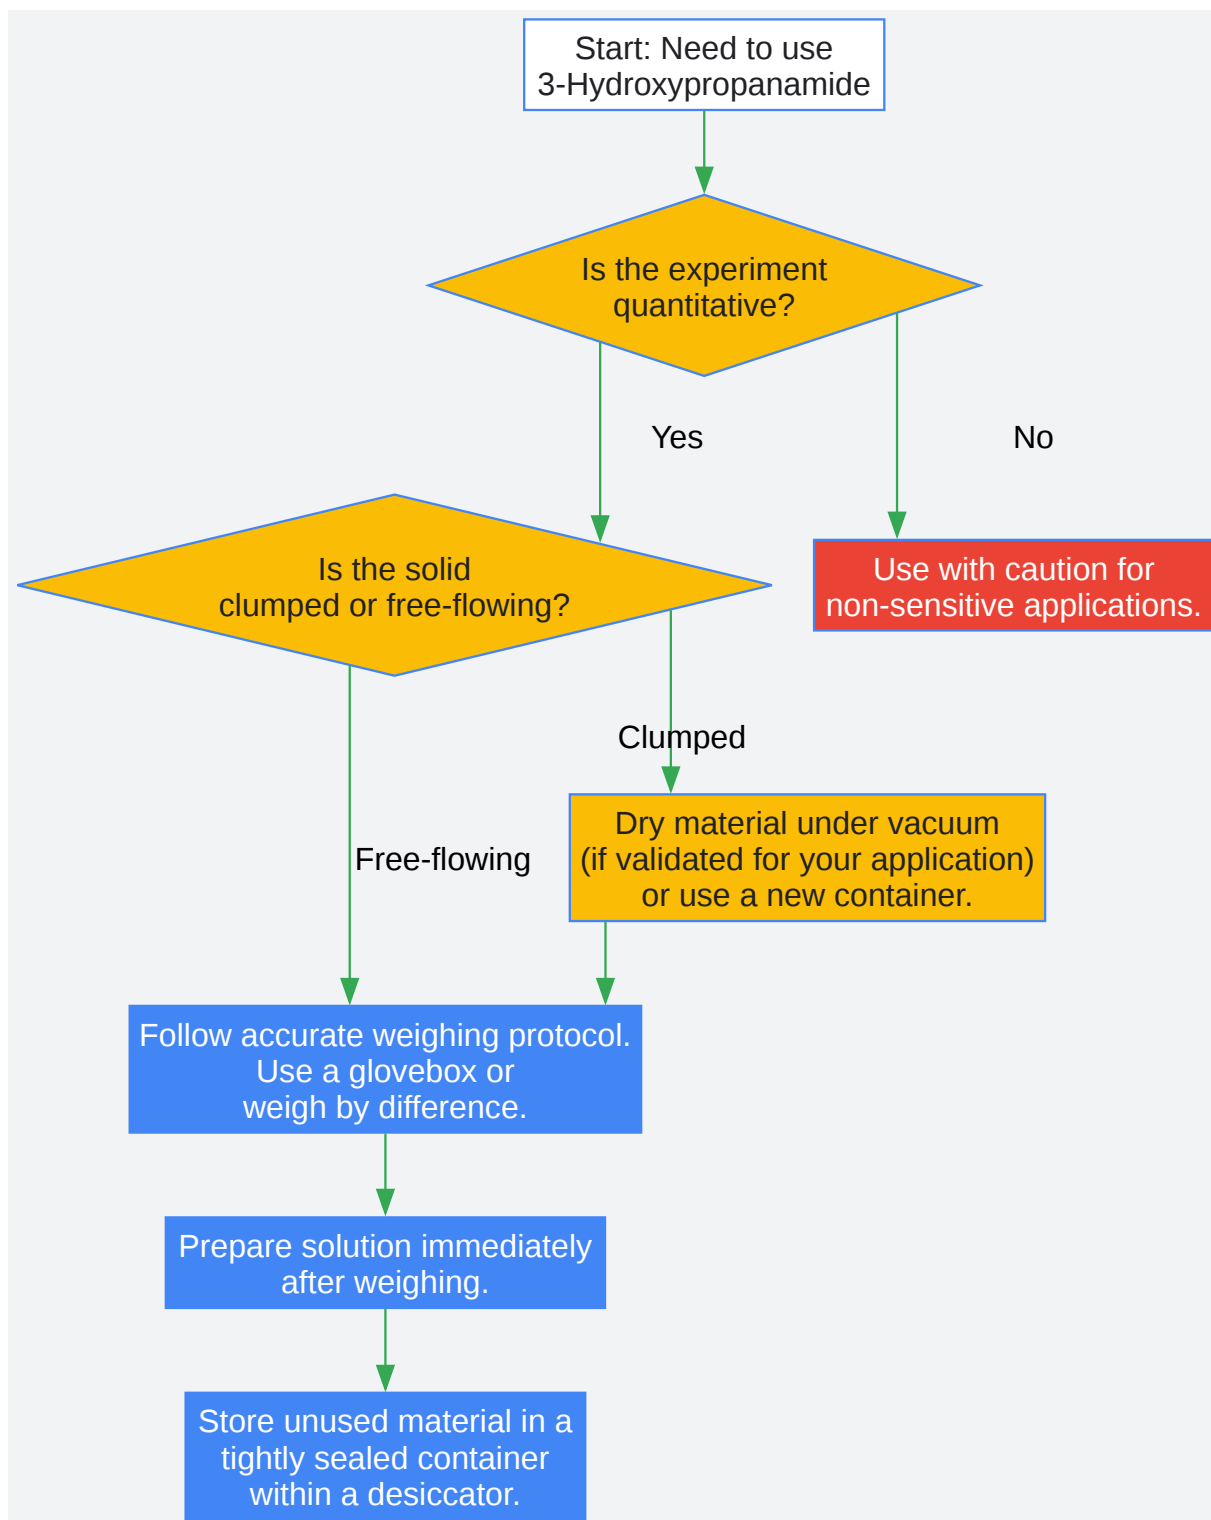 Start: Need to use
3-Hydroxypropanamide
Is the experiment
quantitative?
Yes
No
Is the solid
clumped or free-flowing?
Use with caution for
non-sensitive applications.
Clumped
Dry material under vacuum
(if validated for your application)
or use a new container.
Free-flowing
Follow accurate weighing protocol.
Use a glovebox or
weigh by difference.
Prepare solution immediately
after weighing.
Store unused material in a
tightly sealed container
within a desiccator.